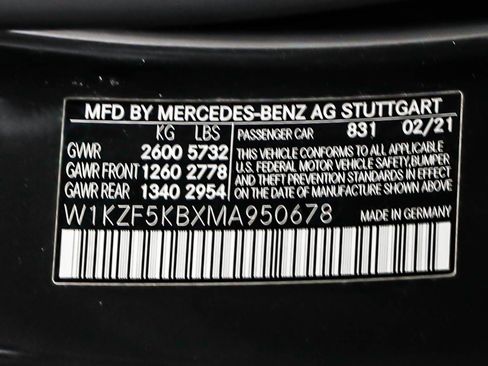 MFD BY MERCEDES-BENZ AG STUTTGART
KG LBS PASSENGER CAR 831 02/21
GVWR 2600 5732
GAWR FRONT 1260 2778
GAWR REAR 1340 2954
THIS VEHICLE CONFORMS TO ALL APPLICABLE
U.S. FEDERAL MOTOR VEHICLE SAFETY, BUMPER
AND THEFT PREVENTION STANDARDS IN EFFECT
ON THE DATE OF MANUFACTURE SHOWN ABOVE.
W1KZF5KBXMA950678 MADE IN GERMANY